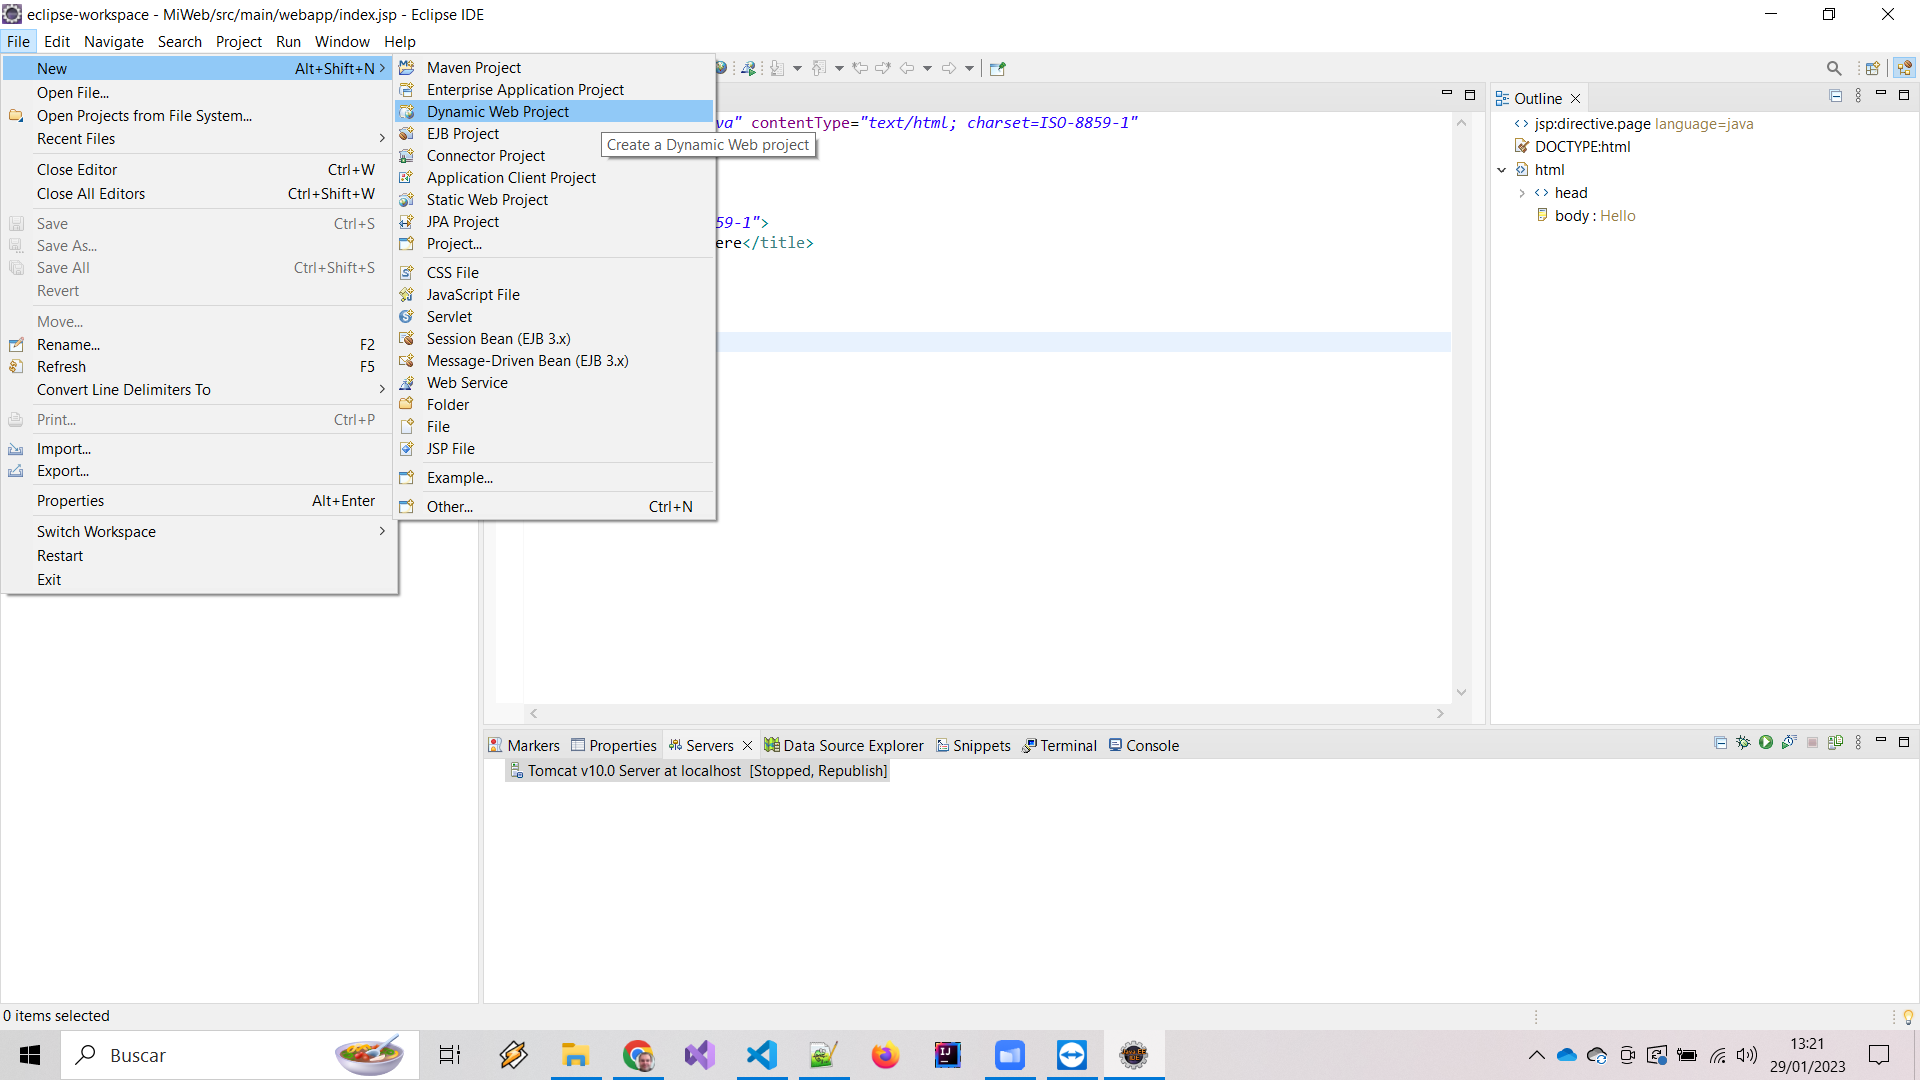 eclipse-workspace - MiWeb/src/main/webapp/index.jsp - Eclipse IDE
File Edit Navigate Search Project Run Window Help
New Alt+Shift+N
Open File...
Open Projects from File System...
Recent Files
Close Editor Ctrl+W
Close All Editors Ctrl+Shift+W
Save Ctrl+S
Save As...
Save All Ctrl+Shift+S
Revert
Move...
Rename... F2
Refresh F5
Convert Line Delimiters To
Print... Ctrl+P
Import...
Export...
Properties Alt+Enter
Switch Workspace
Restart
Exit
Maven Project
Enterprise Application Project
Dynamic Web Project
EJB Project
Connector Project
Application Client Project
Static Web Project
JPA Project
Project...
CSS File
JavaScript File
Servlet
Session Bean (EJB 3.x)
Message-Driven Bean (EJB 3.x)
Web Service
Folder
File
JSP File
Example...
Other... Ctrl+N
Create a Dynamic Web project
va" contentType="text/html; charset=ISO-8859-1"
59-1">
ere</title>
Outline
jsp:directive.page language=java
DOCTYPE:html
html
head
body : Hello
Markers Properties Servers Data Source Explorer Snippets Terminal Console
Tomcat v10.0 Server at localhost [Stopped, Republish]
0 items selected
Buscar
13:21
29/01/2023